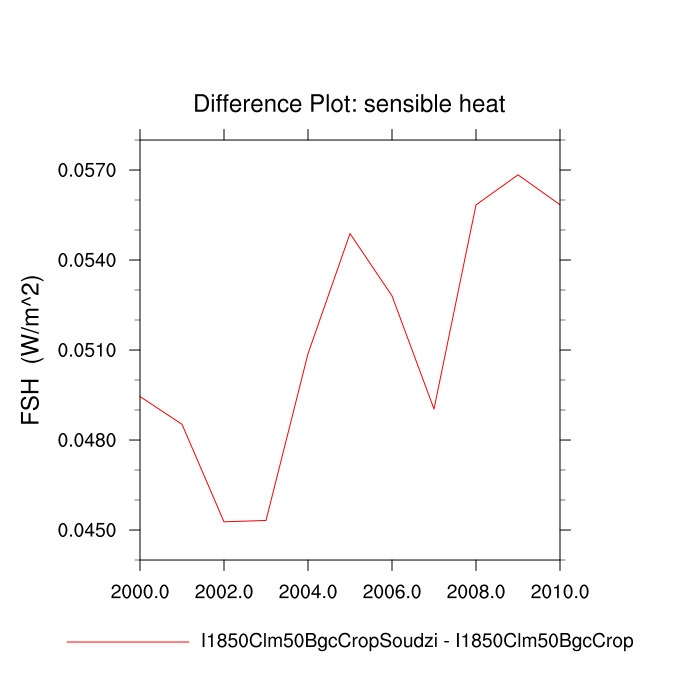 Difference Plot: sensible heat
FSH (W/m^2)
0.0570
0.0540
0.0510
0.0480
0.0450
2000.0 2002.0 2004.0 2006.0 2008.0 2010.0
I1850Clm50BgcCropSoudzi - I1850Clm50BgcCrop